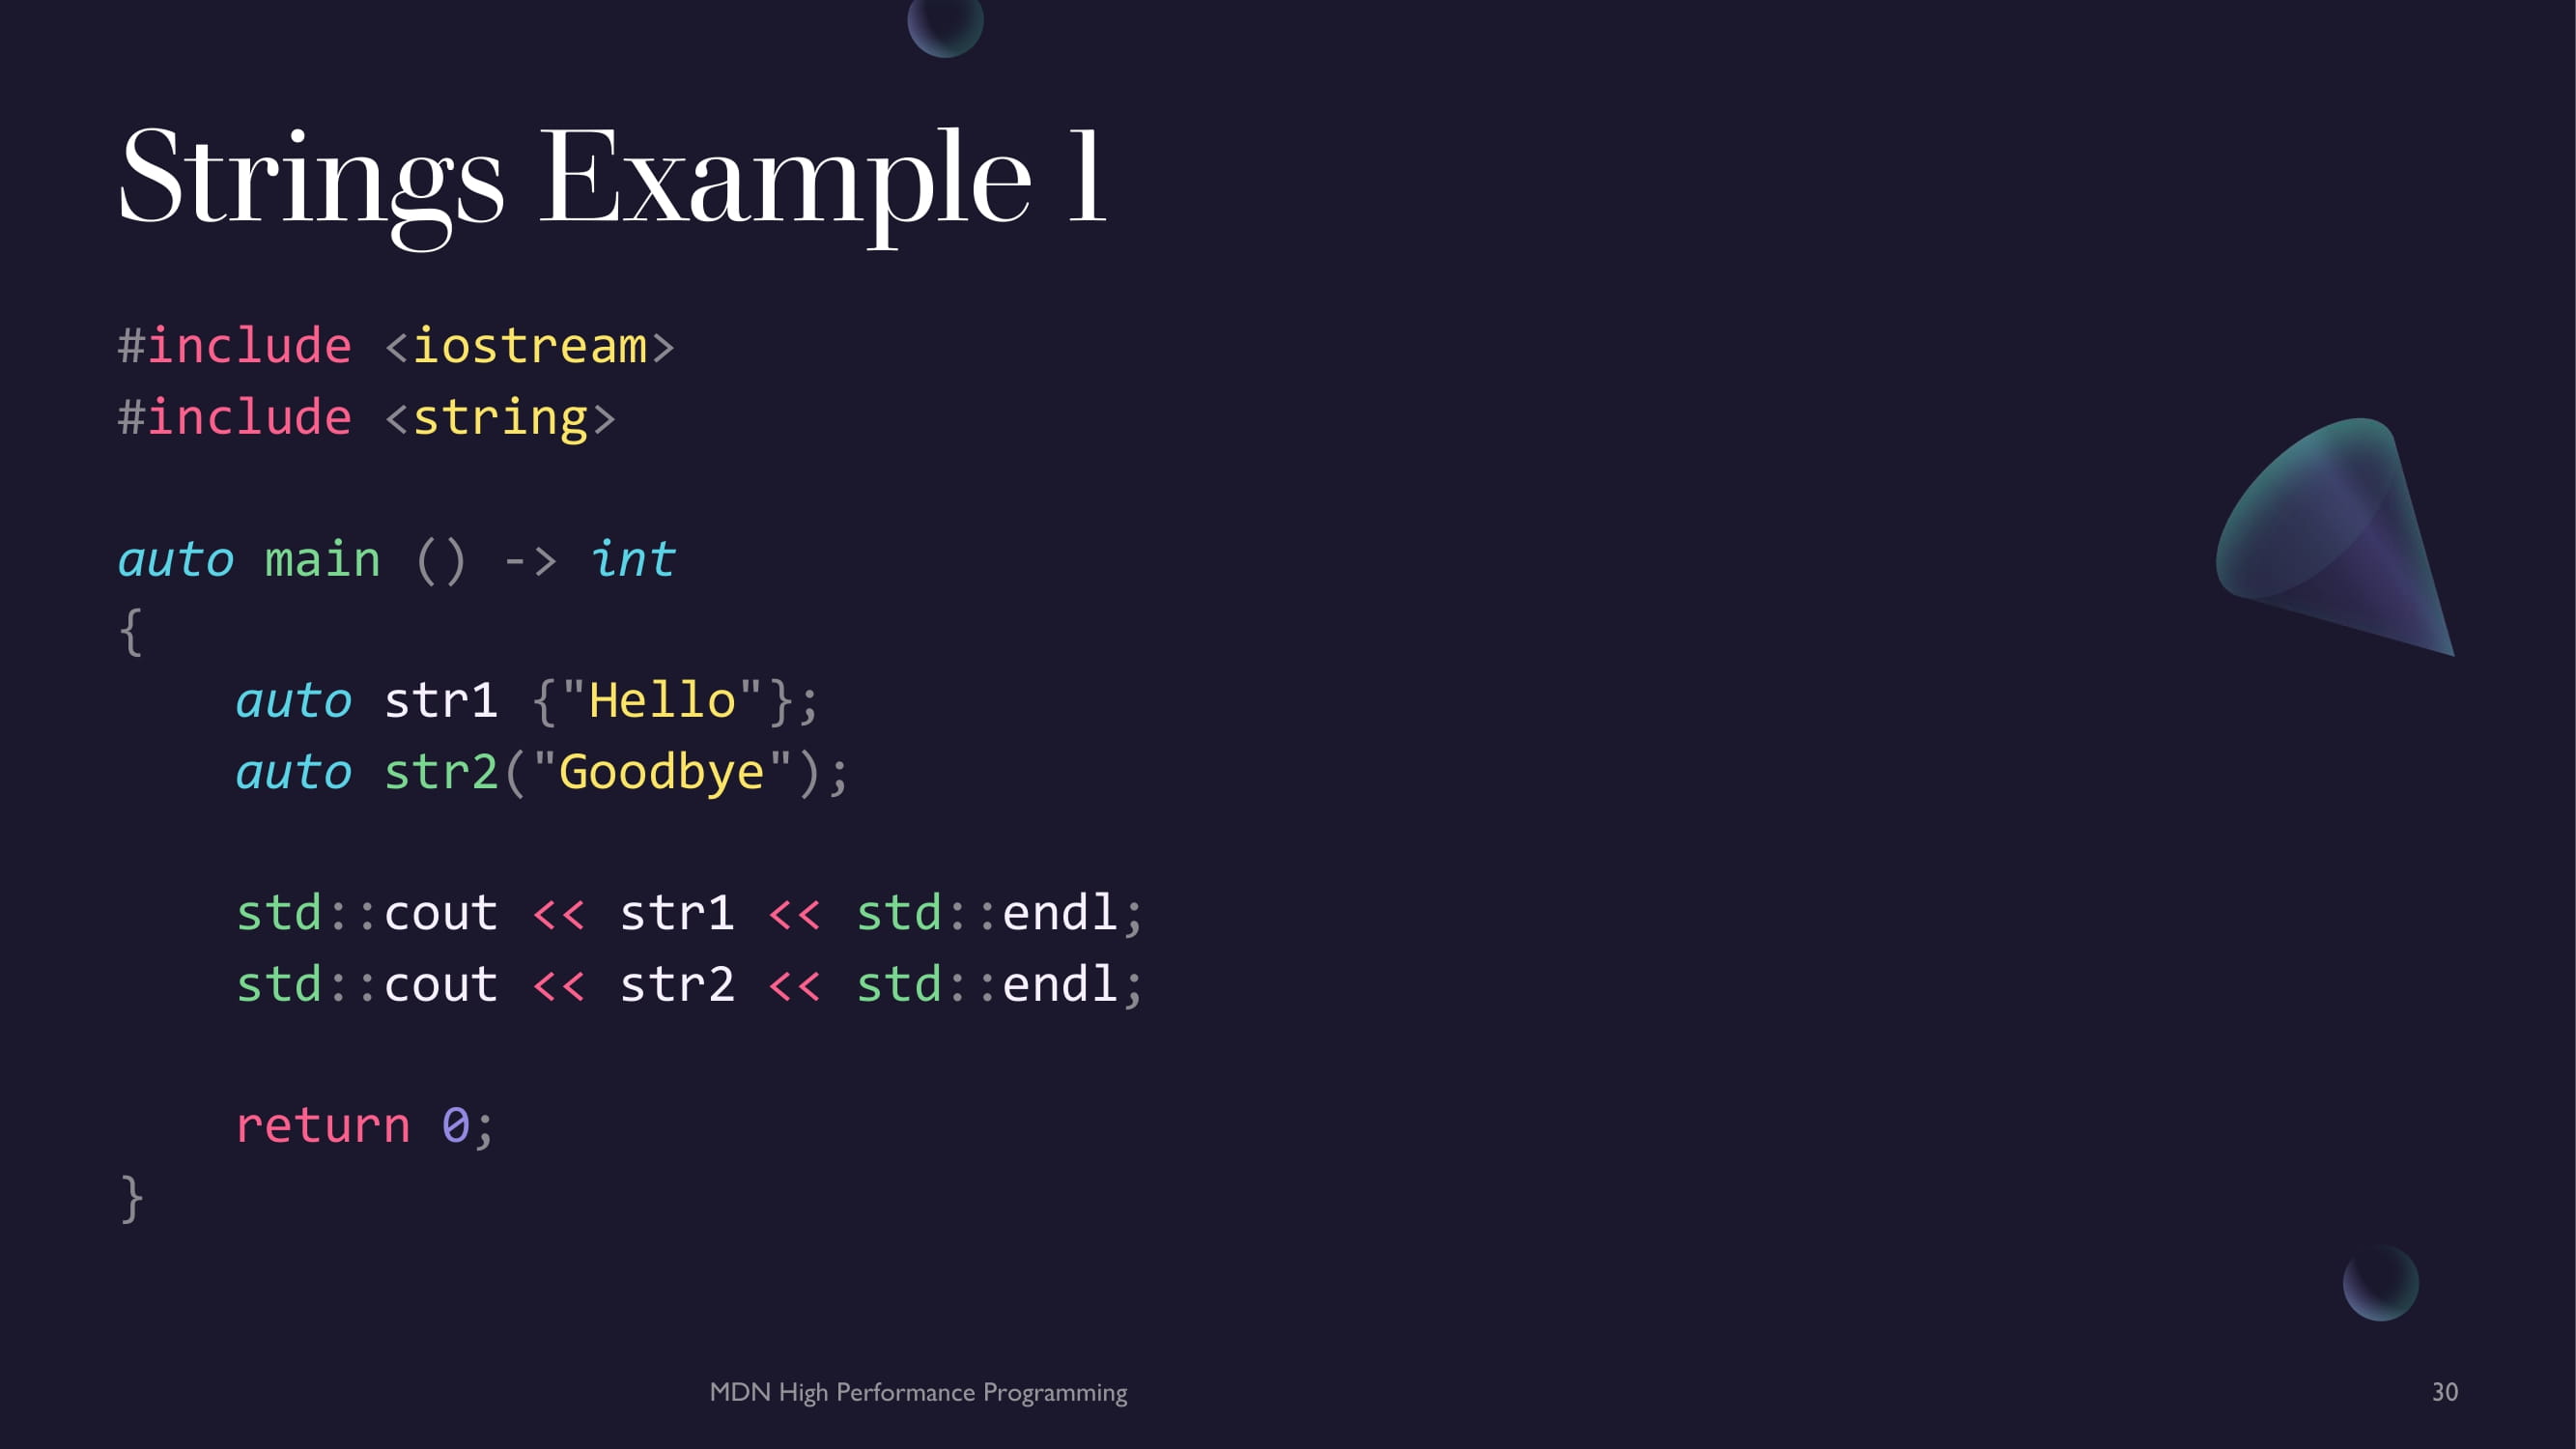 Strings Example 1
#include <iostream>
#include <string>
auto main () -> int
{
    auto str1 {"Hello"};
    auto str2("Goodbye");
    std::cout << str1 << std::endl;
    std::cout << str2 << std::endl;
    return 0;
}
MDN High Performance Programming
30